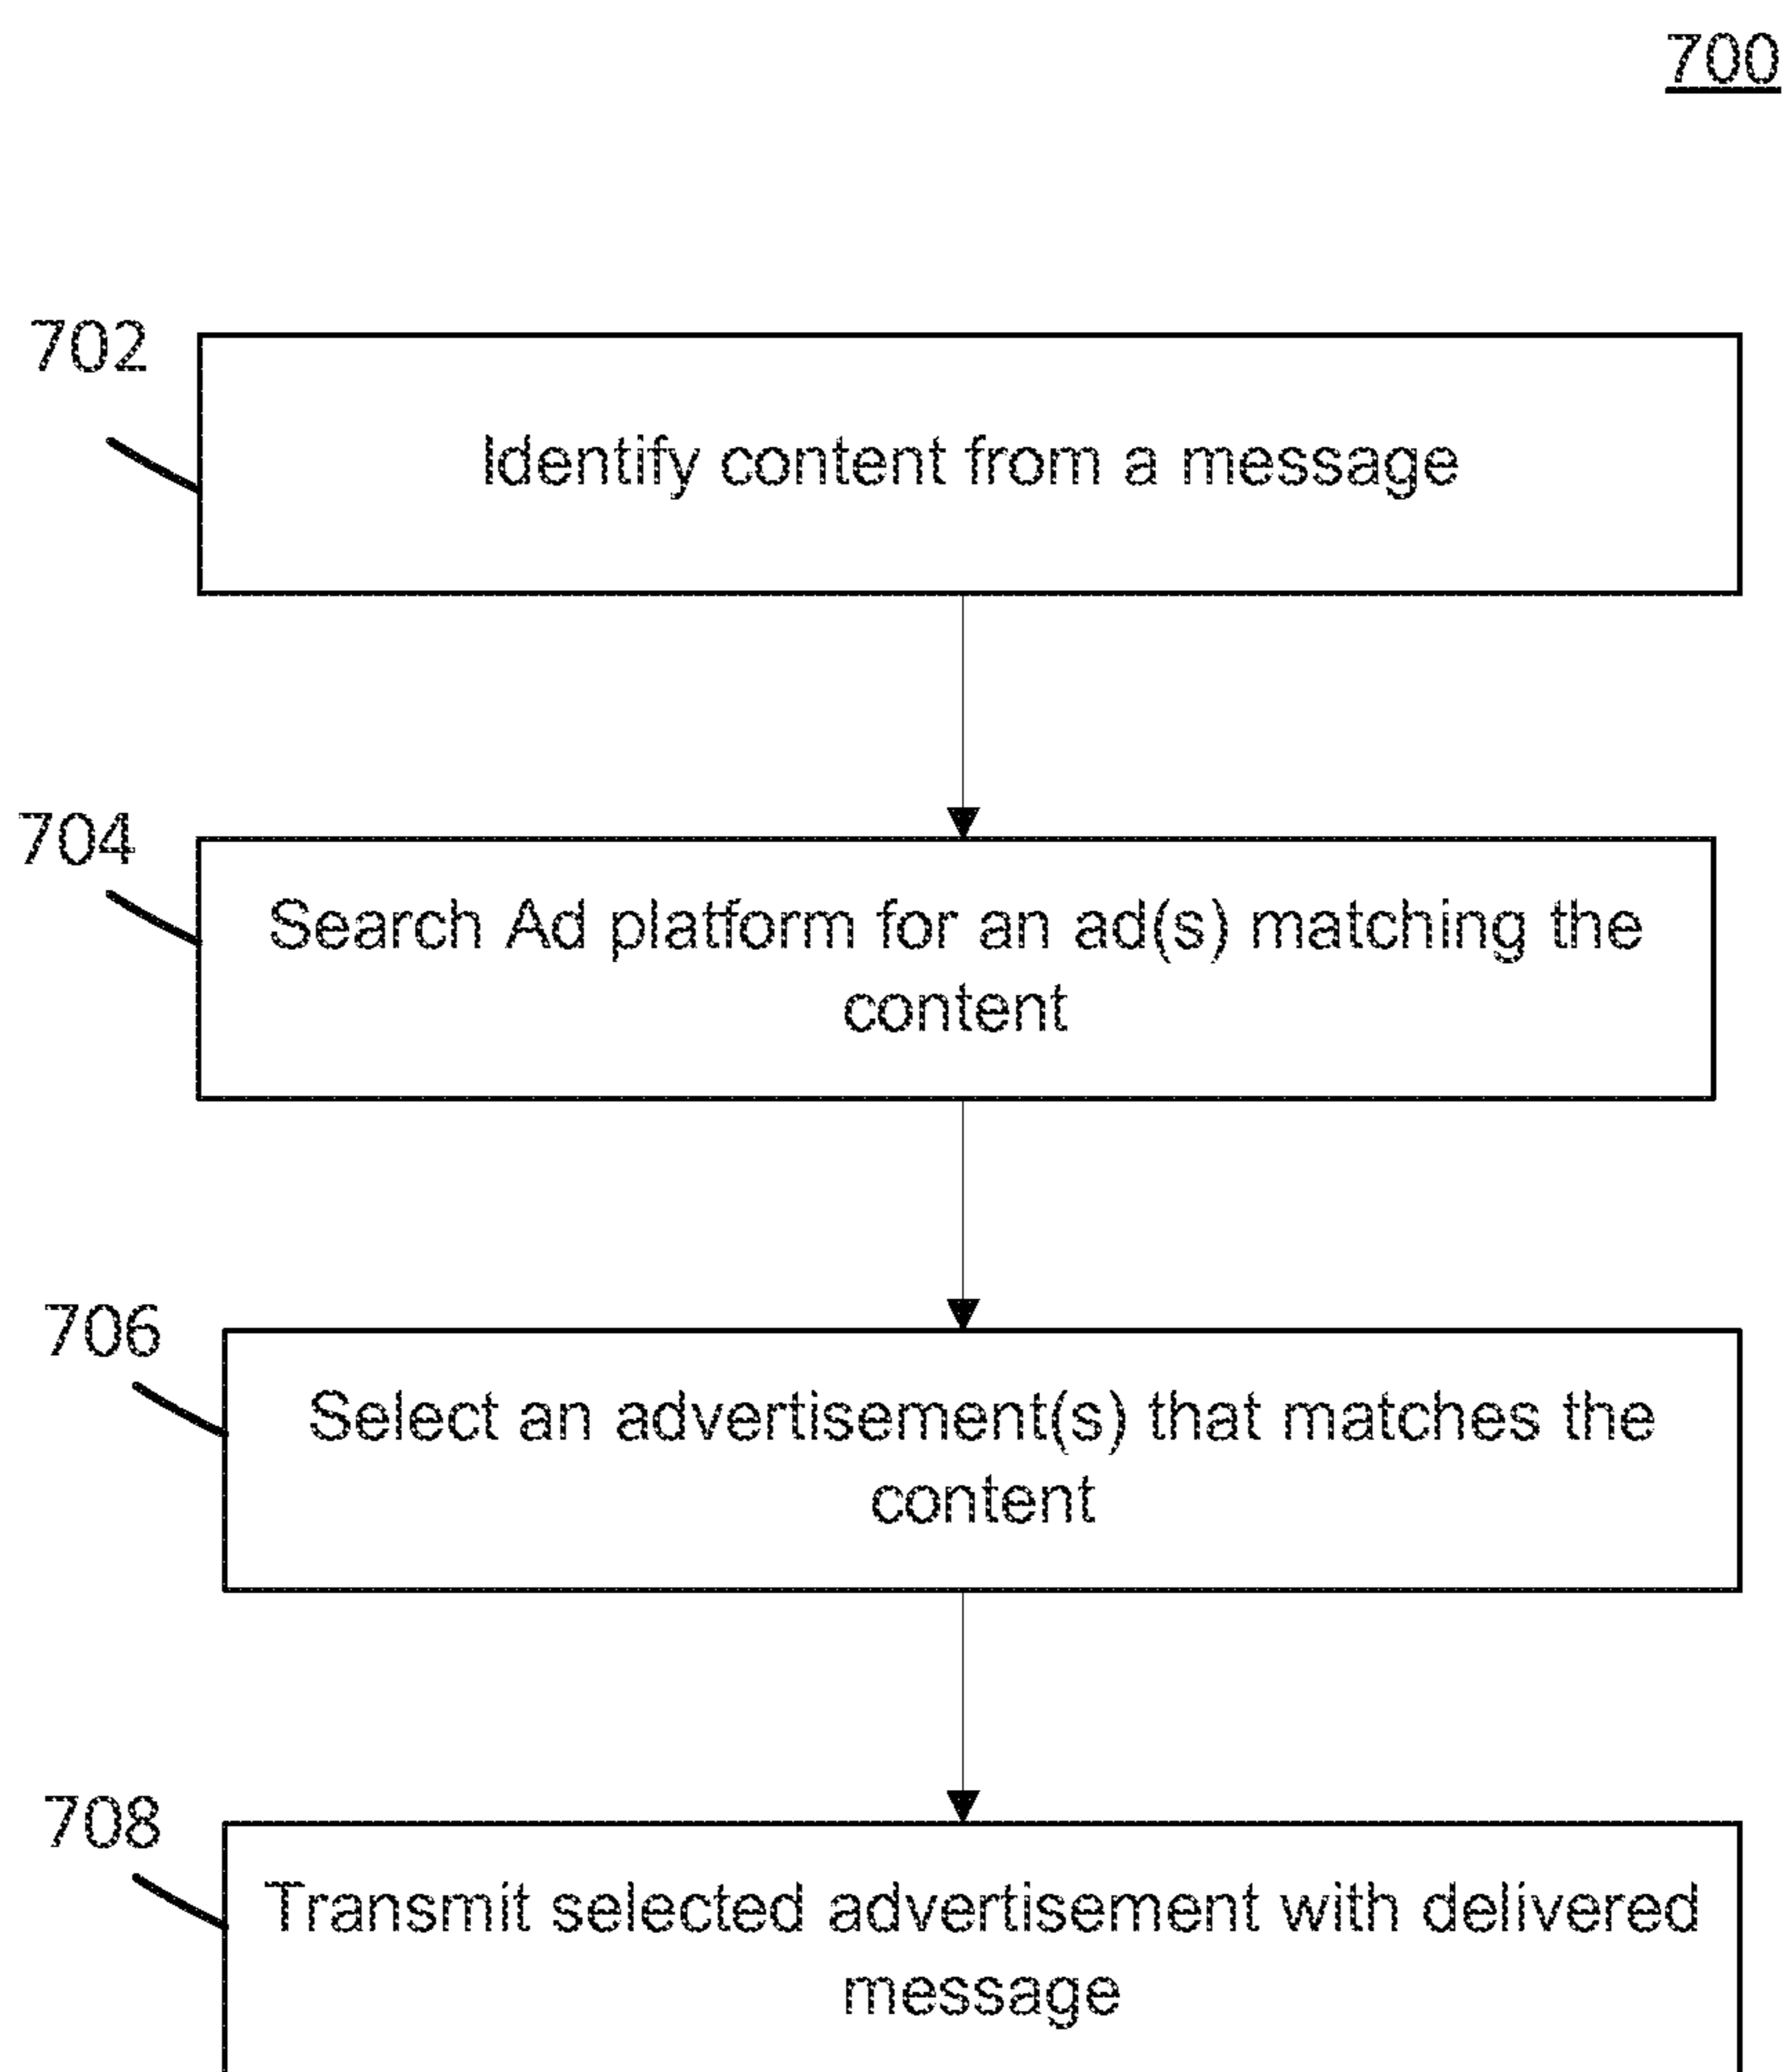 700
702
Identify content from a message
704
Search Ad platform for an ad(s) matching the
content
706
Select an advertisement(s) that matches the
content
708
Transmit selected advertisement with delivered
message